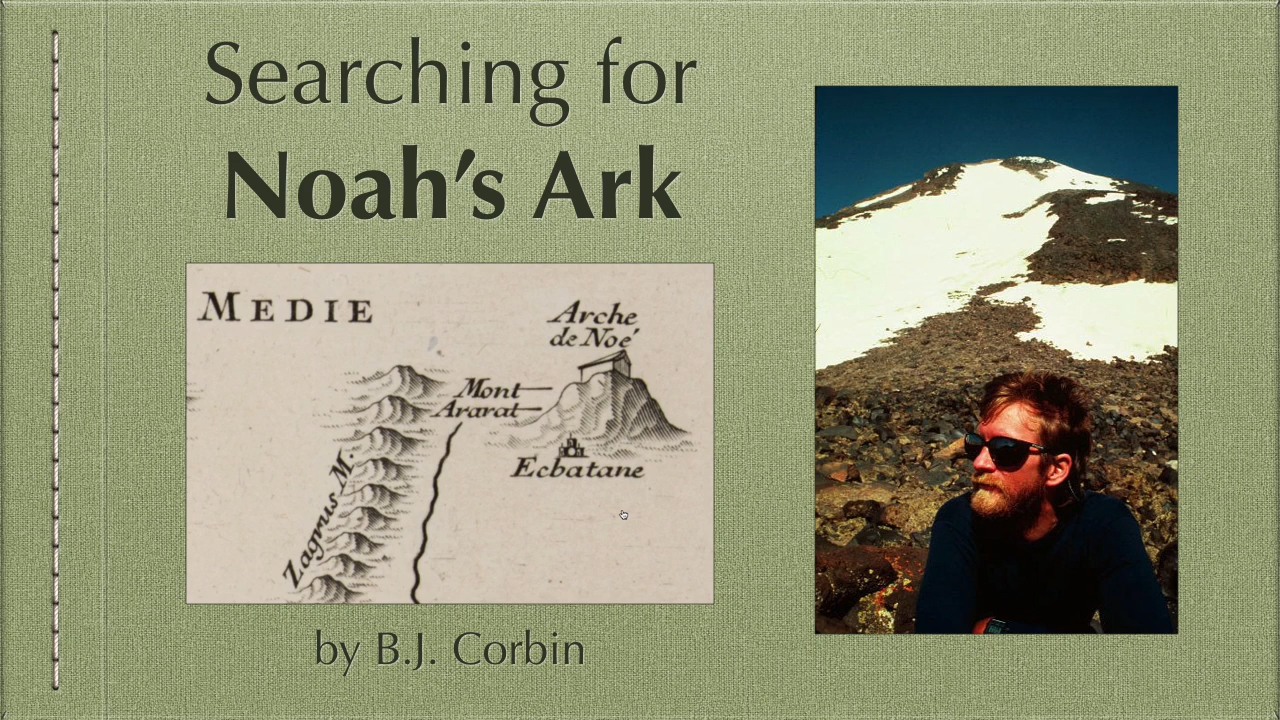 Searching for
Noah's Ark
MEDIE
Arche
de Noé
Mont
Ararat
Ecbatane
Zagrus M.
by B.J. Corbin